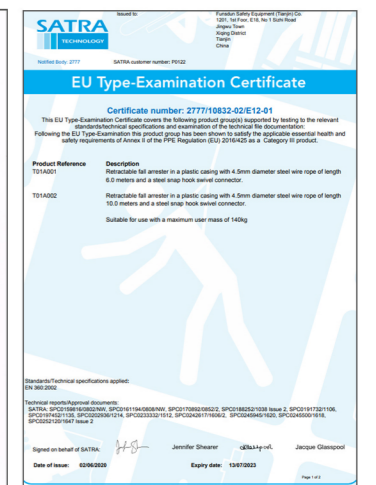 SATRA
TECHNOLOGY
Issued to:
Funsdun Safety Equipment (Tianjin) Co.
1201, 1st Foor, E16, No 1 Sizhi Road
Jingwu Town
Xiqing District
Tianjin
China
Notified Body: 2777
SATRA customer number: P0122
EU Type-Examination Certificate
Certificate number: 2777/10832-02/E12-01
This EU Type-Examination Certificate covers the following product group(s) supported by testing to the relevant
standards/technical specifications and examination of the technical file documentation:
Following the EU Type-Examination this product group has been shown to satisfy the applicable essential health and
safety requirements of Annex II of the PPE Regulation (EU) 2016/425 as a Category III product.
Product Reference Description
T01A001 Retractable fall arrester in a plastic casing with 4.5mm diameter steel wire rope of length
6.0 meters and a steel snap hook swivel connector.
T01A002 Retractable fall arrester in a plastic casing with 4.5mm diameter steel wire rope of length
10.0 meters and a steel snap hook swivel connector.
Suitable for use with a maximum user mass of 140kg
Standards/Technical specifications applied:
EN 360:2002
Technical reports/Approval documents:
SATRA: SPC0159816/0802/NW, SPC0161194/0808/NW, SPC0170892/0852/2, SPC0188252/1038 Issue 2, SPC0191732/1106,
SPC0197452/1135, SPC0202936/1214, SPC0233332/1512, SPC0242617/1606/2, SPC0245945/1620, SPC0245500/1618,
SPC0252120/1647 Issue 2
Signed on behalf of SATRA: Jennifer Shearer Jacque Glasspool
Date of issue: 02/06/2020 Expiry date: 13/07/2023
Page 1 of 2